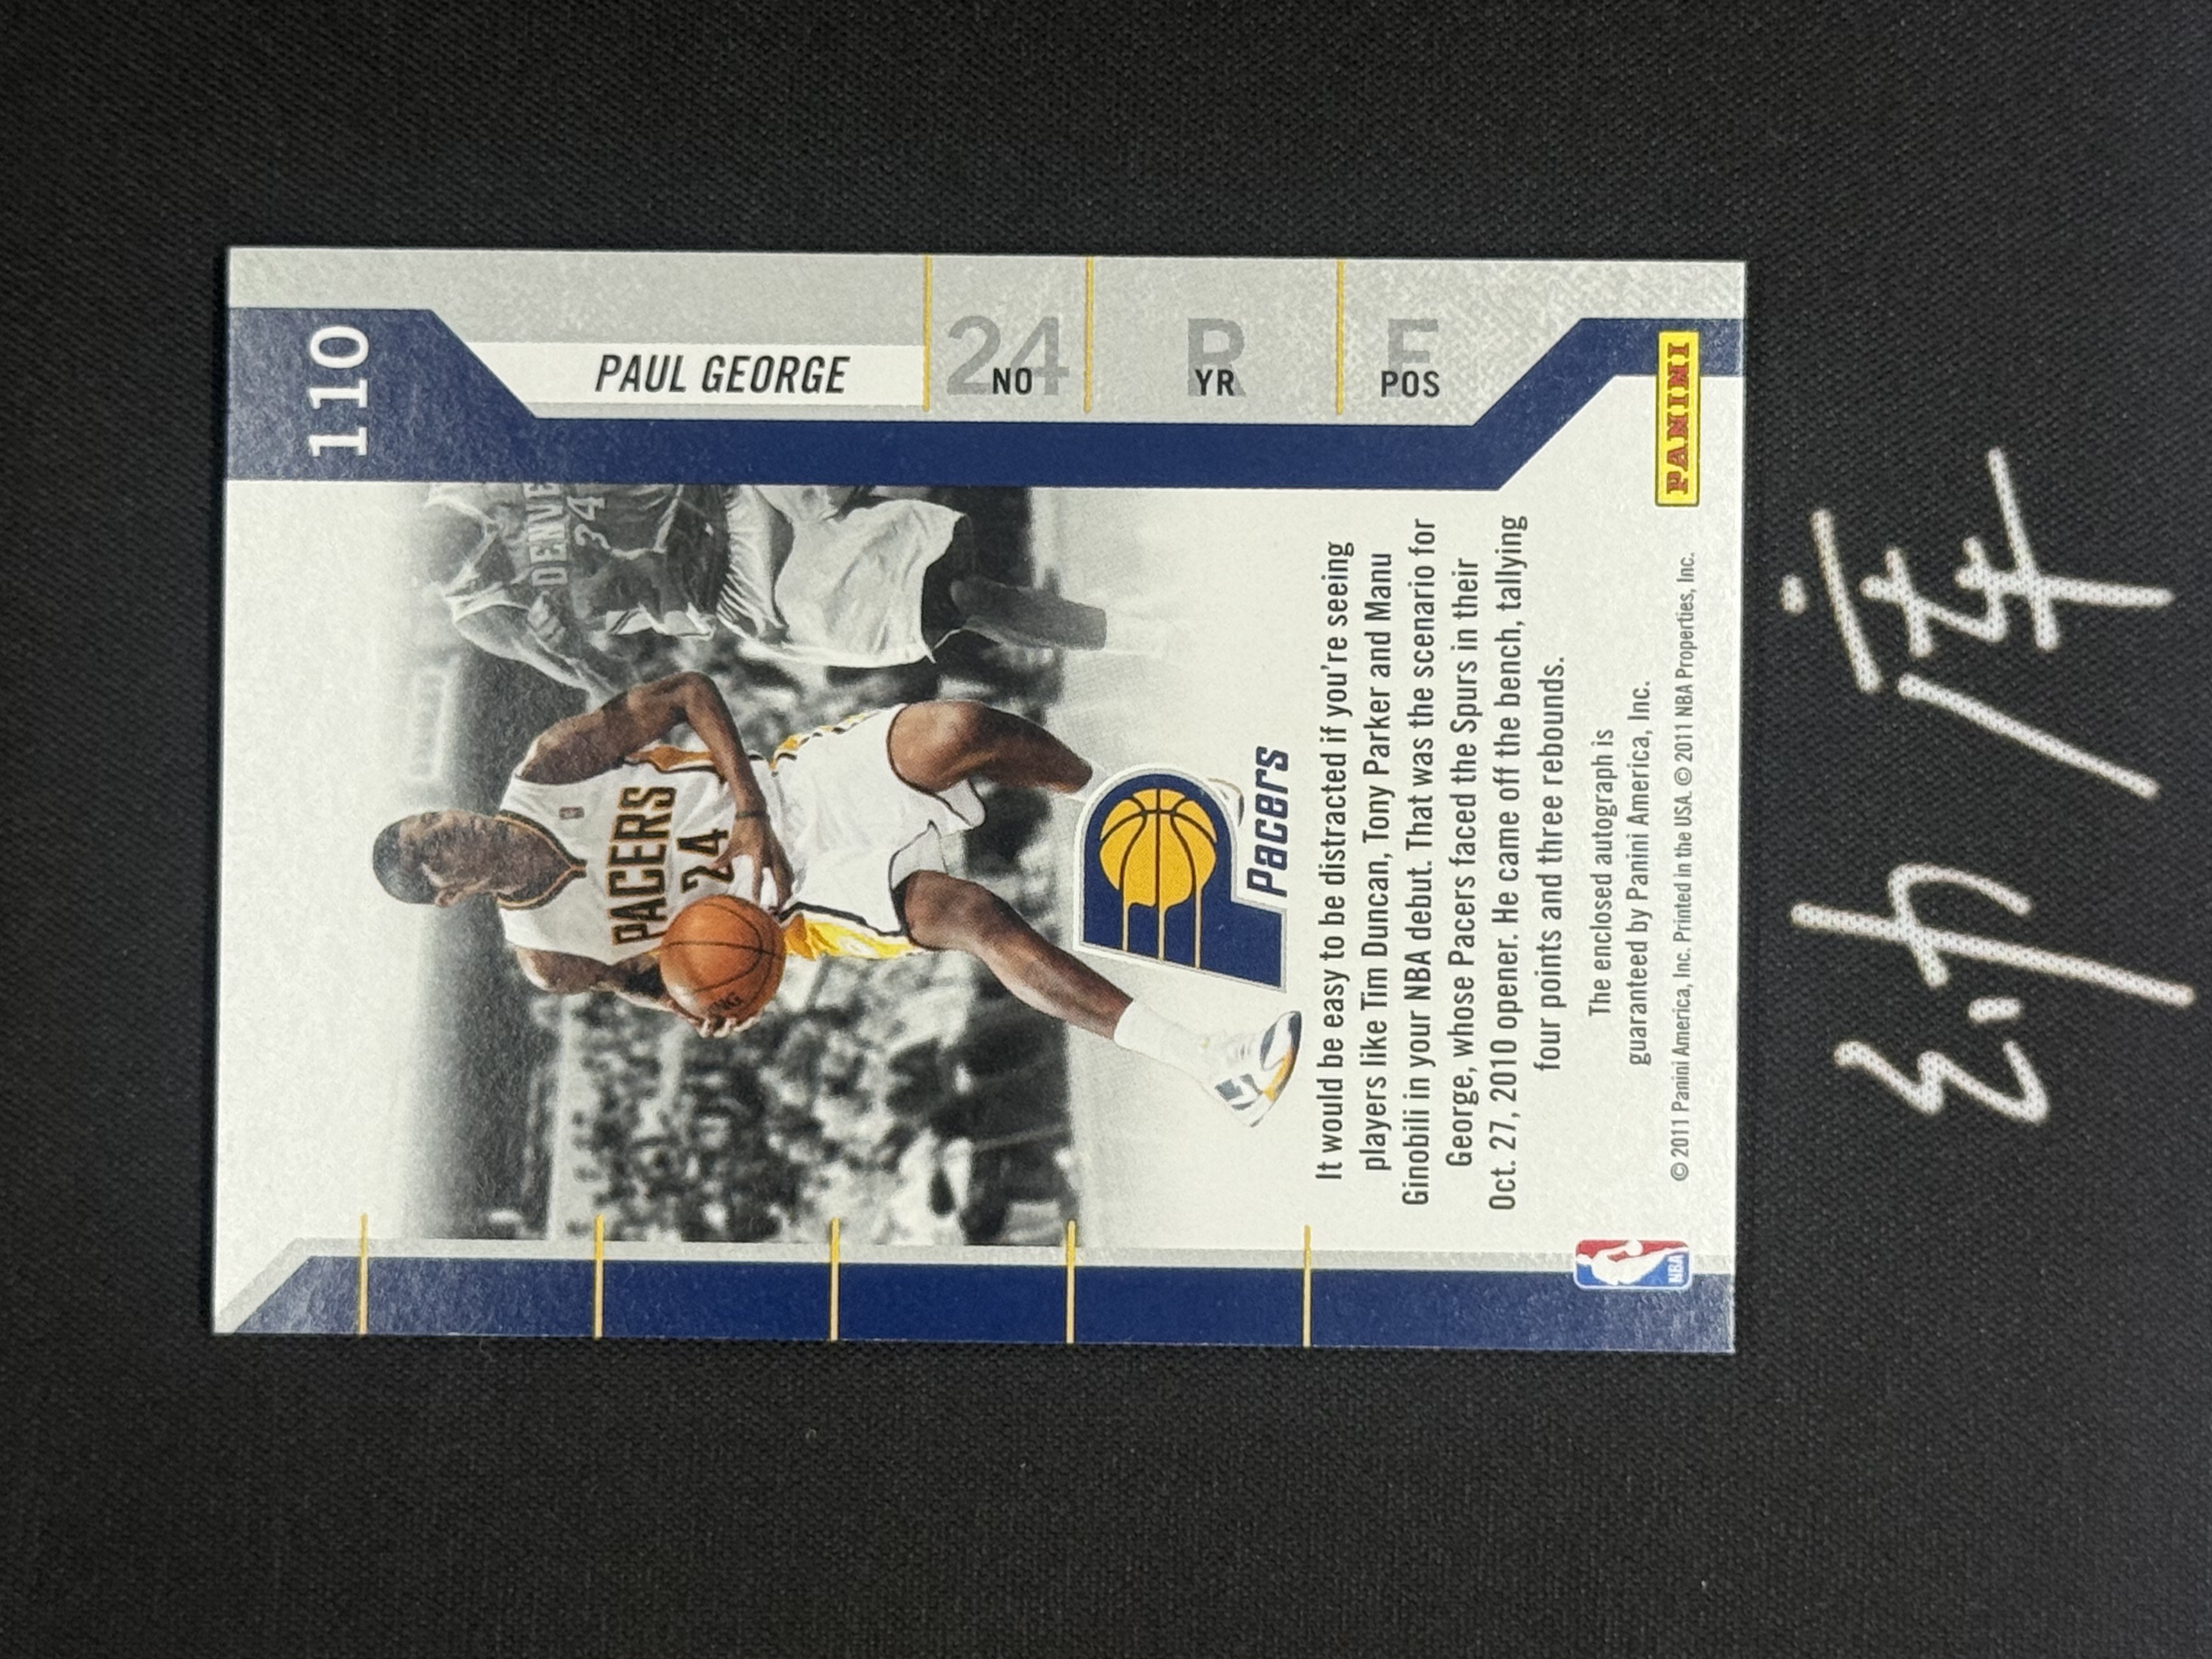 110
PAUL GEORGE
24
NO
R
YR
F
POS
DENVE
24
PACERS
24
Pacers
It would be easy to be distracted if you're seeing
players like Tim Duncan, Tony Parker and Manu
Ginobili in your NBA debut. That was the scenario for
George, whose Pacers faced the Spurs in their
Oct. 27, 2010 opener. He came off the bench, tallying
four points and three rebounds.
The enclosed autograph is
guaranteed by Panini America, Inc.
© 2011 Panini America, Inc. Printed in the USA. © 2011 NBA Properties, Inc.
NBA
PANINI